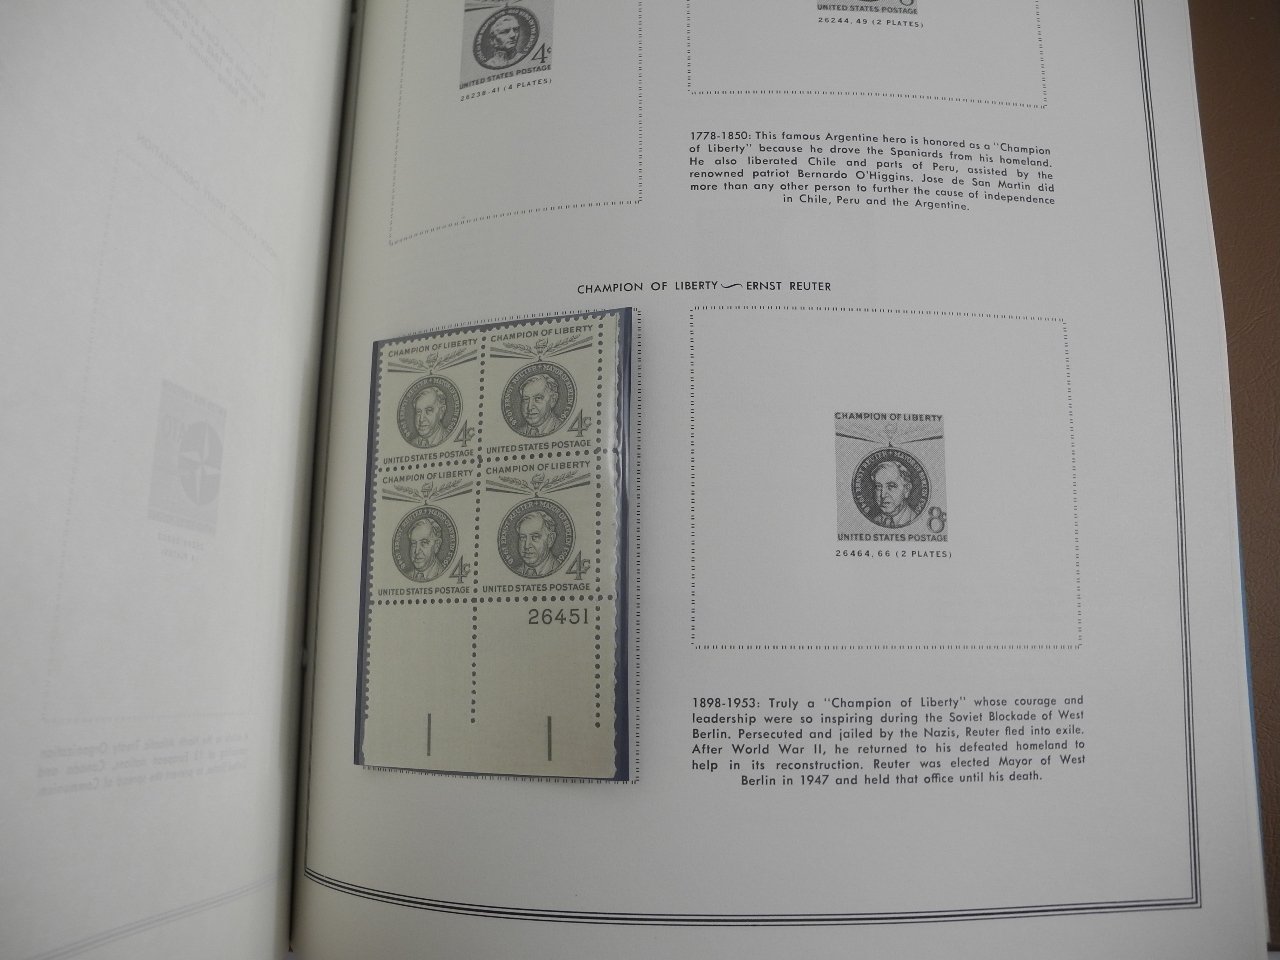 4¢
UNITED STATES POSTAGE
26238-41 (4 PLATES)
UNITED STATES POSTAGE
26244, 49 (2 PLATES)
1778-1850: This famous Argentine hero is honored as a "Champion
of Liberty" because he drove the Spaniards from his homeland.
He also liberated Chile and parts of Peru, assisted by the
renowned patriot Bernardo O'Higgins. Jose de San Martin did
more than any other person to further the cause of independence
in Chile, Peru and the Argentine.
CHAMPION OF LIBERTY — ERNST REUTER
CHAMPION OF LIBERTY
4¢
UNITED STATES POSTAGE
CHAMPION OF LIBERTY
4¢
UNITED STATES POSTAGE
CHAMPION OF LIBERTY
4¢
UNITED STATES POSTAGE
CHAMPION OF LIBERTY
4¢
UNITED STATES POSTAGE
26451
CHAMPION OF LIBERTY
8¢
UNITED STATES POSTAGE
26464, 66 (2 PLATES)
1898-1953: Truly a "Champion of Liberty" whose courage and
leadership were so inspiring during the Soviet Blockade of West
Berlin. Persecuted and jailed by the Nazis, Reuter fled into exile.
After World War II, he returned to his defeated homeland to
help in its reconstruction. Reuter was elected Mayor of West
Berlin in 1947 and held that office until his death.